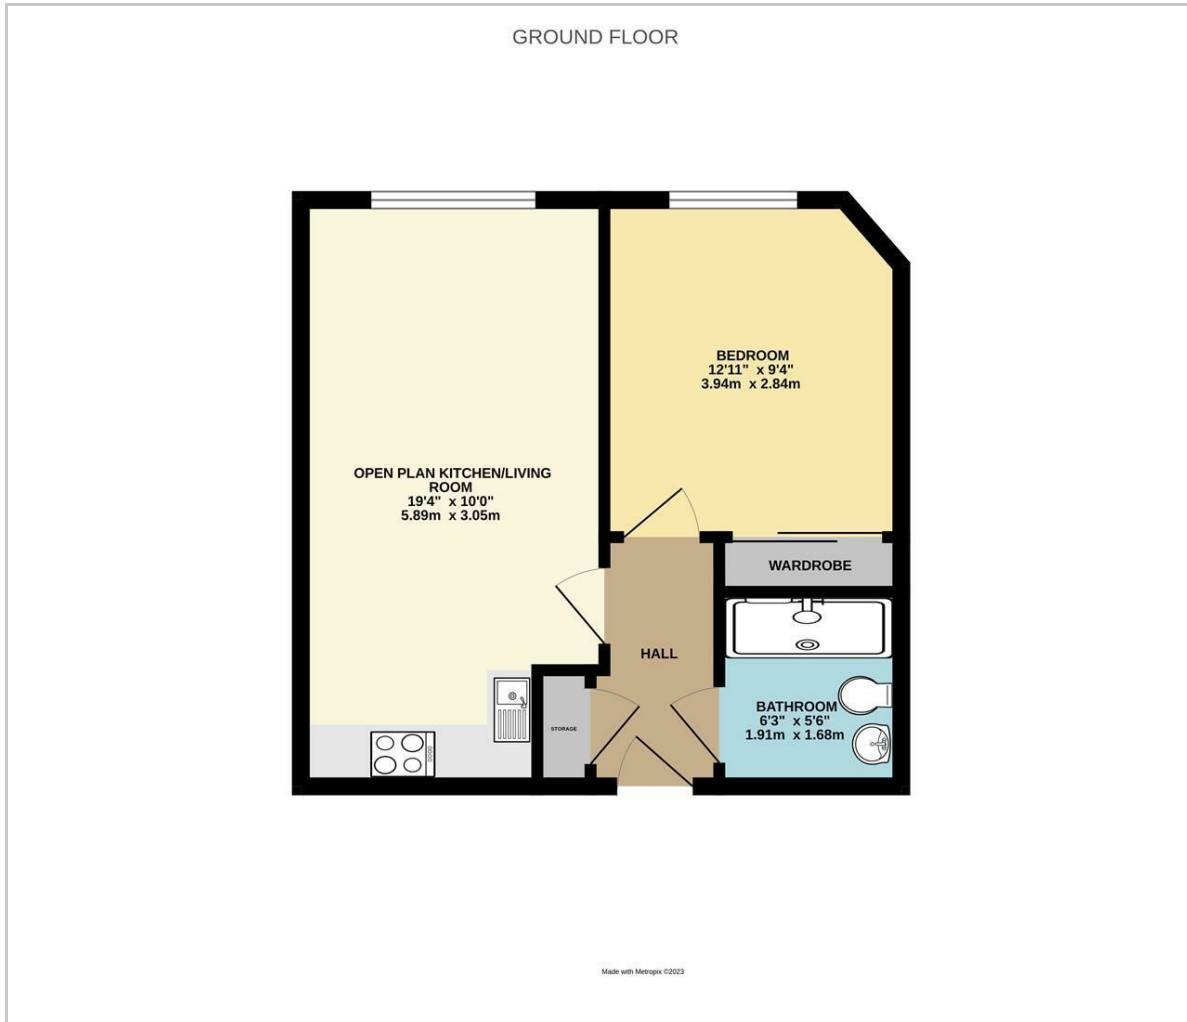 GROUND FLOOR
BEDROOM
12'11" x 9'4"
3.94m x 2.84m
OPEN PLAN KITCHEN/LIVING
ROOM
19'4" x 10'0"
5.89m x 3.05m
WARDROBE
HALL
STORAGE
BATHROOM
6'3" x 5'6"
1.91m x 1.68m
Made with Metropix ©2023